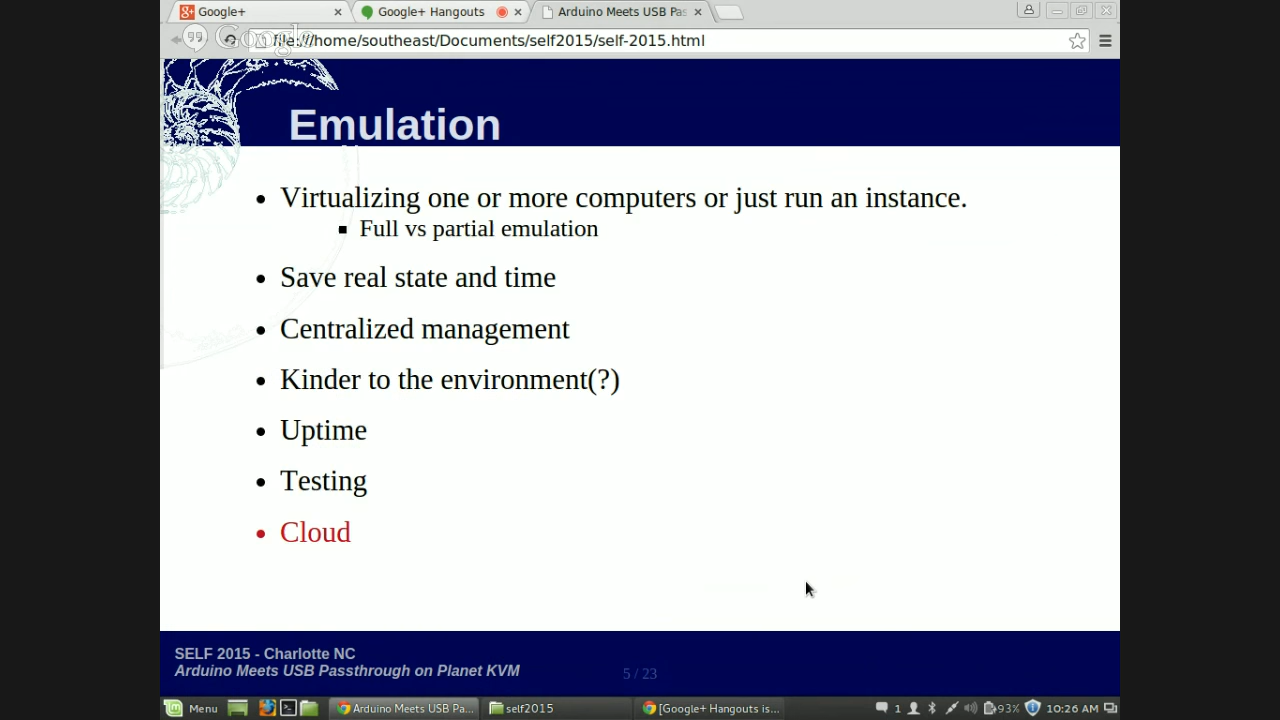 Google+
Google+ Hangouts
Arduino Meets USB Pas
Google
file:///home/southeast/Documents/self2015/self-2015.html
Emulation
Virtualizing one or more computers or just run an instance.
Full vs partial emulation
Save real state and time
Centralized management
Kinder to the environment(?)
Uptime
Testing
Cloud
SELF 2015 - Charlotte NC
Arduino Meets USB Passthrough on Planet KVM
5 / 23
Menu
Arduino Meets USB Pa...
self2015
[Google+ Hangouts is...
1
93%
10:26 AM